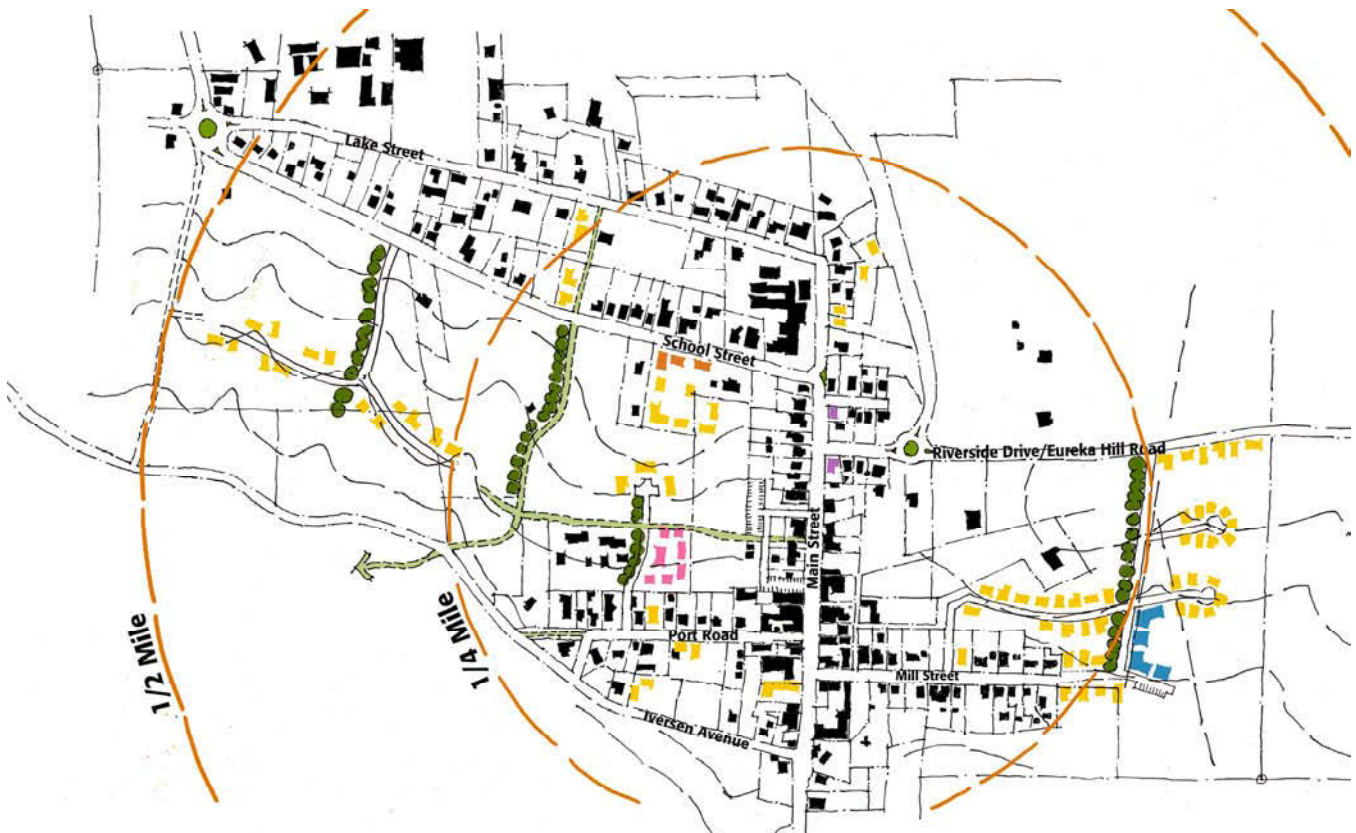 Lake Street
School Street
Riverside Drive/Eureka Hill Road
Main Street
1/4 Mile
1/2 Mile
Port Road
Mill Street
Iversen Avenue